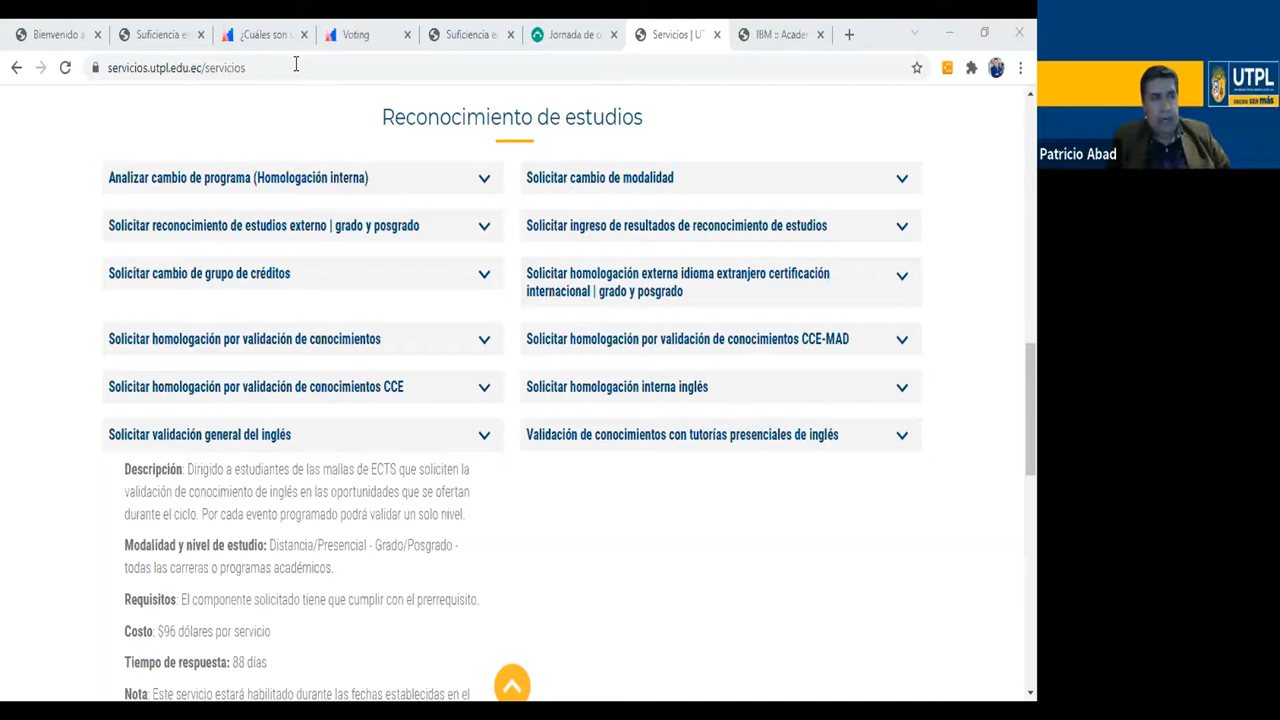 Bienvenido a
Suficiencia e
¿Cuáles son
Voting
Suficiencia e
Jornada de o
Servicios | UT
IBM :: Acade
servicios.utpl.edu.ec/servicios
UTPL
DECIDE SER MÁS
Patricio Abad
Reconocimiento de estudios
Analizar cambio de programa (Homologación interna)
Solicitar cambio de modalidad
Solicitar reconocimiento de estudios externo | grado y posgrado
Solicitar ingreso de resultados de reconocimiento de estudios
Solicitar cambio de grupo de créditos
Solicitar homologación externa idioma extranjero certificación
internacional | grado y posgrado
Solicitar homologación por validación de conocimientos
Solicitar homologación por validación de conocimientos CCE-MAD
Solicitar homologación por validación de conocimientos CCE
Solicitar homologación interna inglés
Solicitar validación general del inglés
Validación de conocimientos con tutorías presenciales de inglés
Descripción: Dirigido a estudiantes de las mallas de ECTS que soliciten la
validación de conocimiento de inglés en las oportunidades que se ofertan
durante el ciclo. Por cada evento programado podrá validar un solo nivel.
Modalidad y nivel de estudio: Distancia/Presencial - Grado/Posgrado -
todas las carreras o programas académicos.
Requisitos: El componente solicitado tiene que cumplir con el prerrequisito.
Costo: $96 dólares por servicio
Tiempo de respuesta: 88 días
Nota: Este servicio estará habilitado durante las fechas establecidas en el